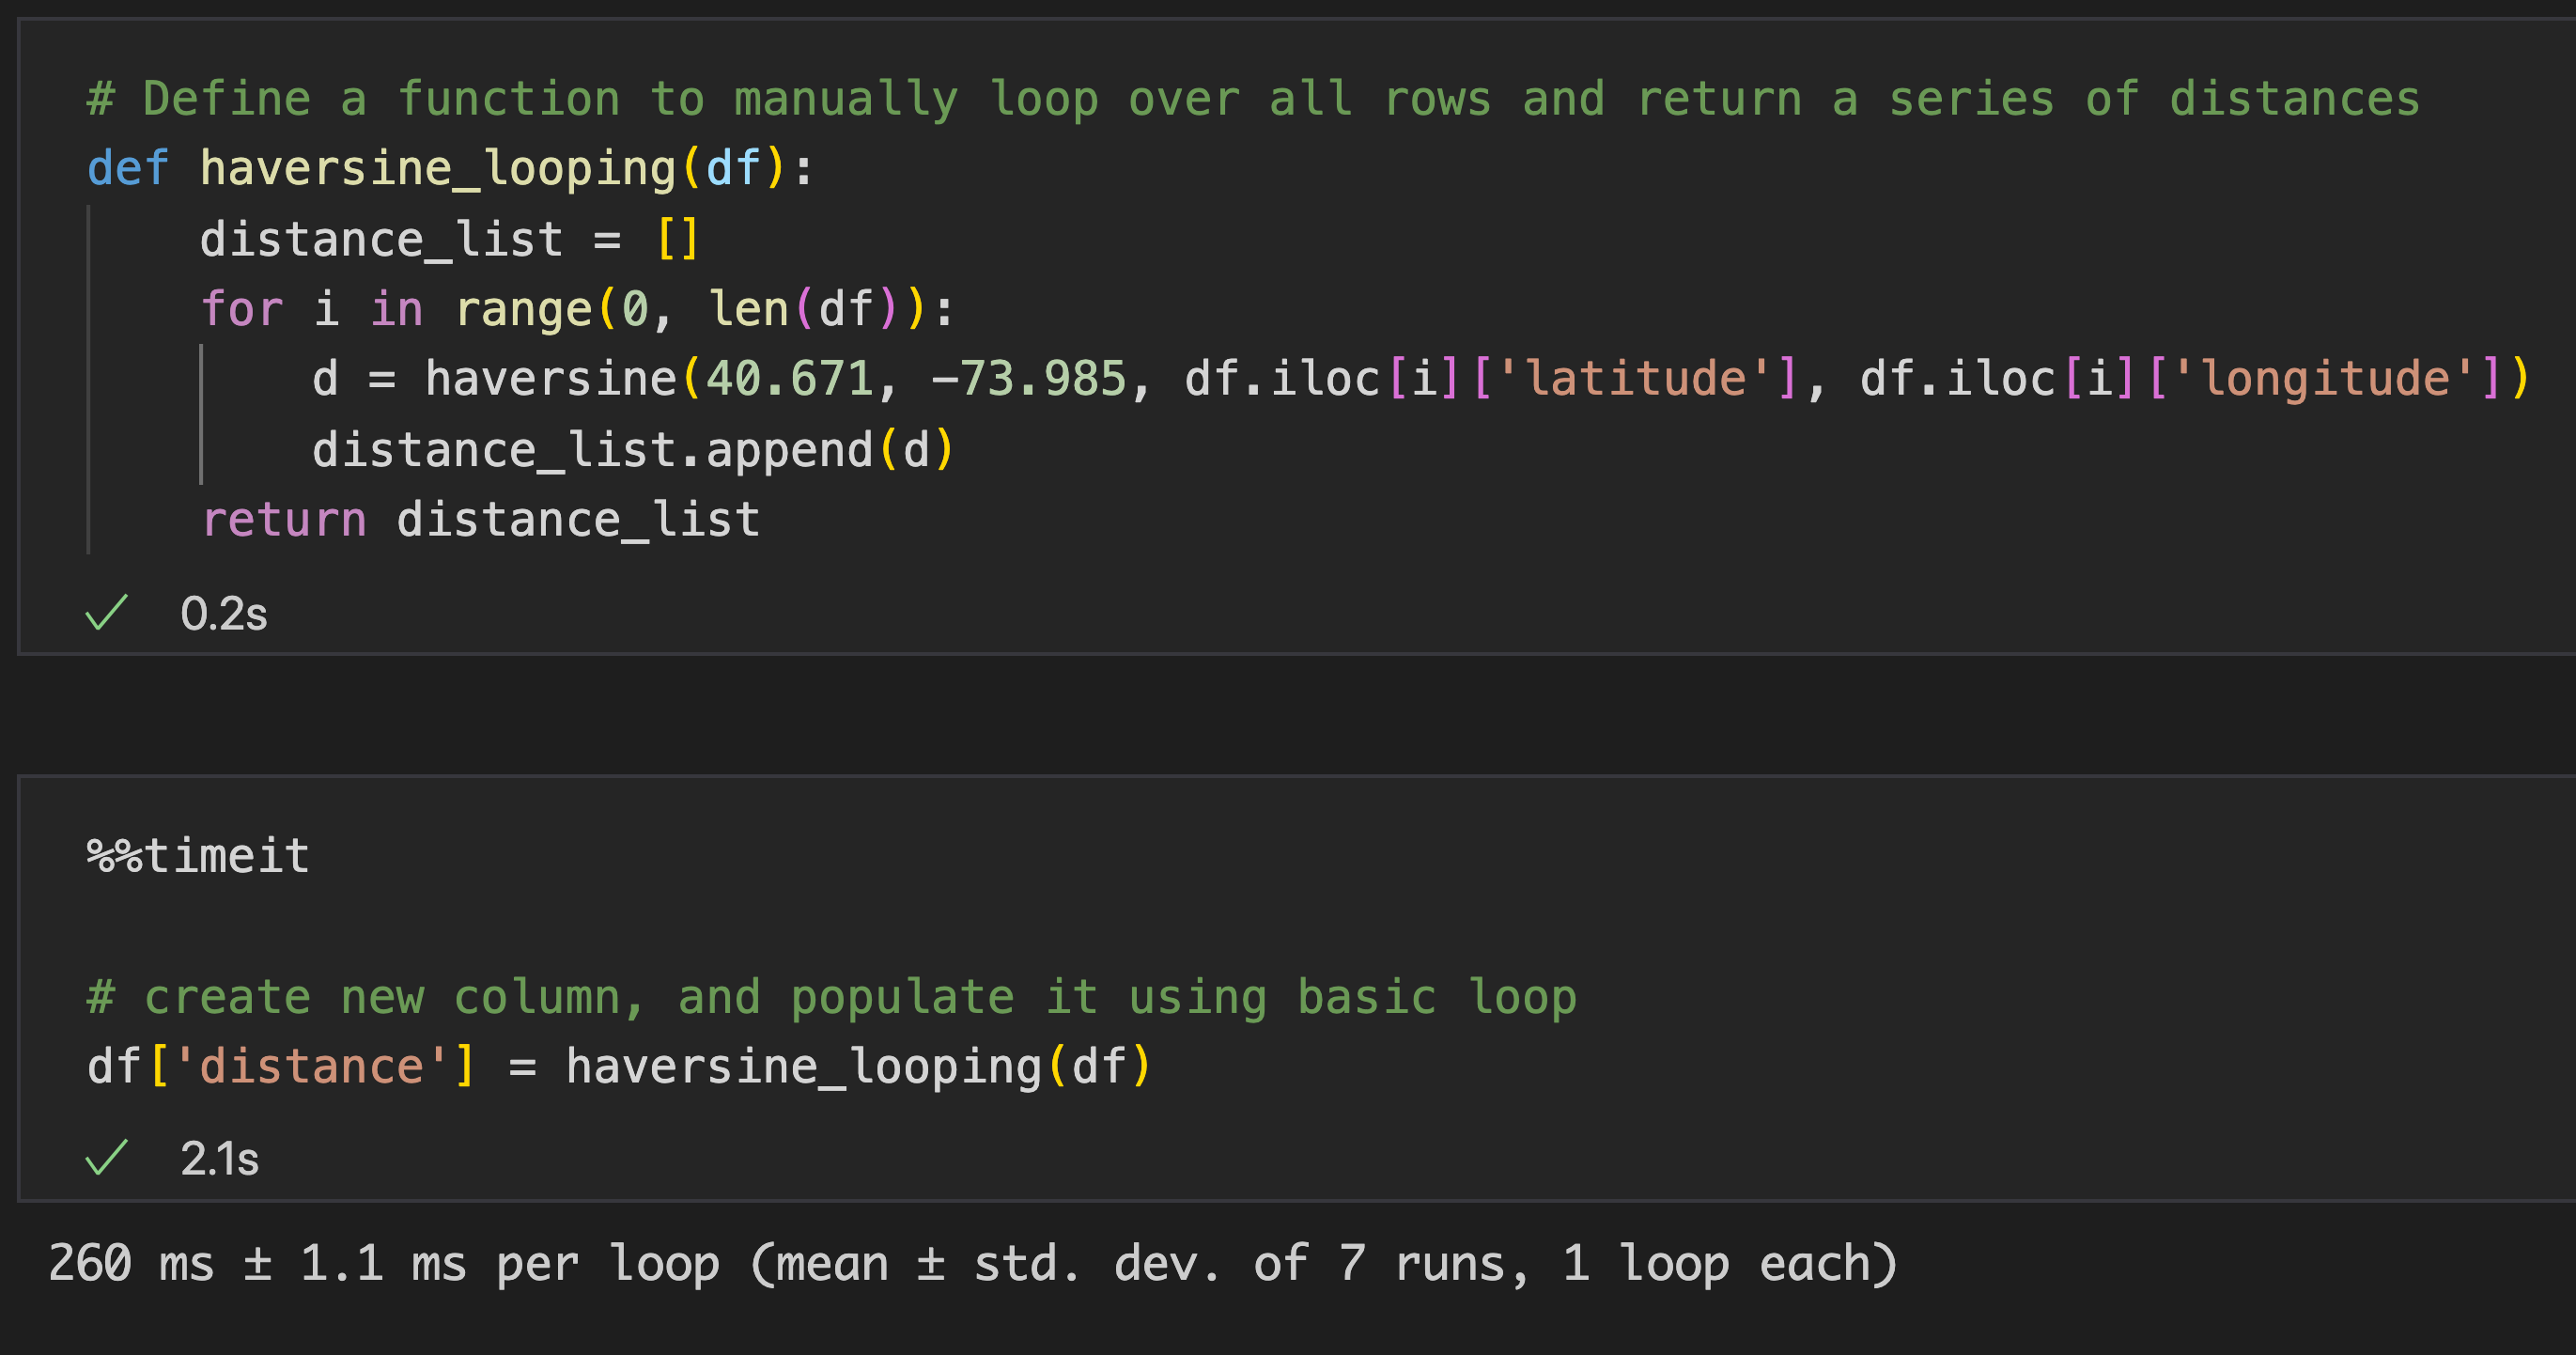 # Define a function to manually loop over all rows and return a series of distances
def haversine_looping(df):
    distance_list = []
    for i in range(0, len(df)):
        d = haversine(40.671, -73.985, df.iloc[i]['latitude'], df.iloc[i]['longitude'])
        distance_list.append(d)
    return distance_list
✓ 0.2s
%%timeit
# create new column, and populate it using basic loop
df['distance'] = haversine_looping(df)
✓ 2.1s
260 ms ± 1.1 ms per loop (mean ± std. dev. of 7 runs, 1 loop each)